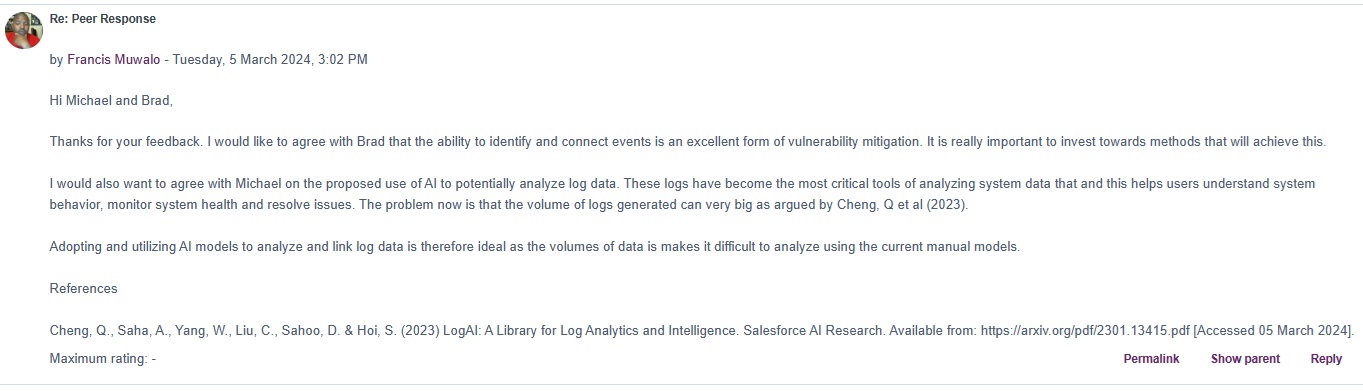 Re: Peer Response
by Francis Muwalo - Tuesday, 5 March 2024, 3:02 PM
Hi Michael and Brad,
Thanks for your feedback. I would like to agree with Brad that the ability to identify and connect events is an excellent form of vulnerability mitigation. It is really important to invest towards methods that will achieve this.
I would also want to agree with Michael on the proposed use of AI to potentially analyze log data. These logs have become the most critical tools of analyzing system data that and this helps users understand system
behavior, monitor system health and resolve issues. The problem now is that the volume of logs generated can very big as argued by Cheng, Q et al (2023).
Adopting and utilizing AI models to analyze and link log data is therefore ideal as the volumes of data is makes it difficult to analyze using the current manual models.
References
Cheng, Q., Saha, A., Yang, W., Liu, C., Sahoo, D. & Hoi, S. (2023) LogAI: A Library for Log Analytics and Intelligence. Salesforce AI Research. Available from: https://arxiv.org/pdf/2301.13415.pdf [Accessed 05 March 2024].
Maximum rating: -
Permalink Show parent Reply